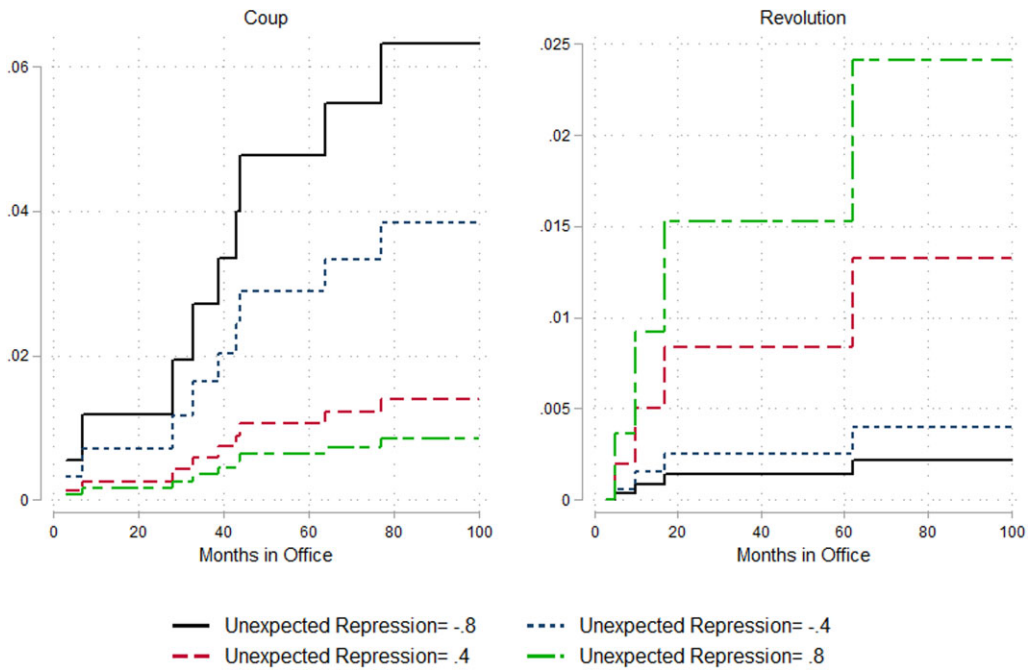 Coup
Revolution
.06
.04
.02
0
0 20 40 60 80 100
Months in Office
.025
.02
.015
.01
.005
0
0 20 40 60 80 100
Months in Office
Unexpected Repression= -.8
Unexpected Repression= -.4
Unexpected Repression= .4
Unexpected Repression= .8